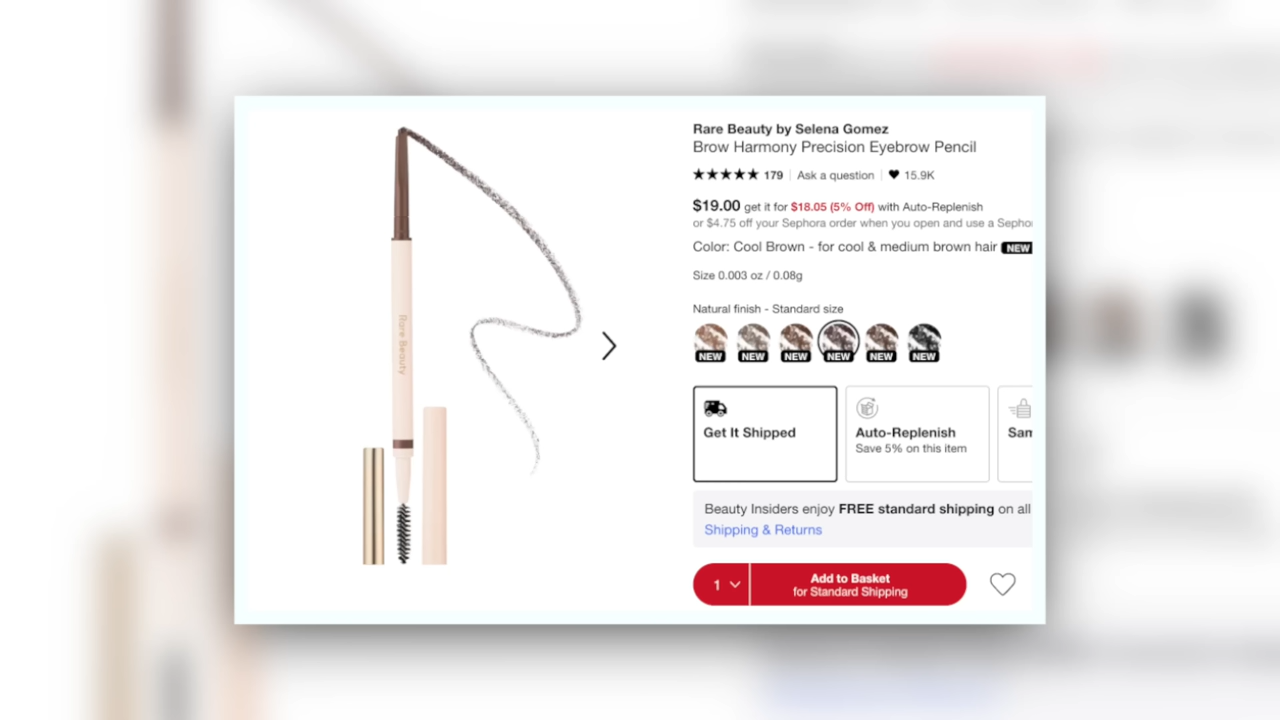 Rare Beauty
Rare Beauty by Selena Gomez
Brow Harmony Precision Eyebrow Pencil
★★★★★ 179 | Ask a question | ♥ 15.9K
$19.00 get it for $18.05 (5% Off) with Auto-Replenish
or $4.75 off your Sephora order when you open and use a Sepho
Color: Cool Brown - for cool & medium brown hair NEW
Size 0.003 oz / 0.08g
Natural finish - Standard size
NEW NEW NEW NEW NEW NEW
Get It Shipped
Auto-Replenish
Save 5% on this item
Sam
Beauty Insiders enjoy FREE standard shipping on all
Shipping & Returns
1
Add to Basket
for Standard Shipping